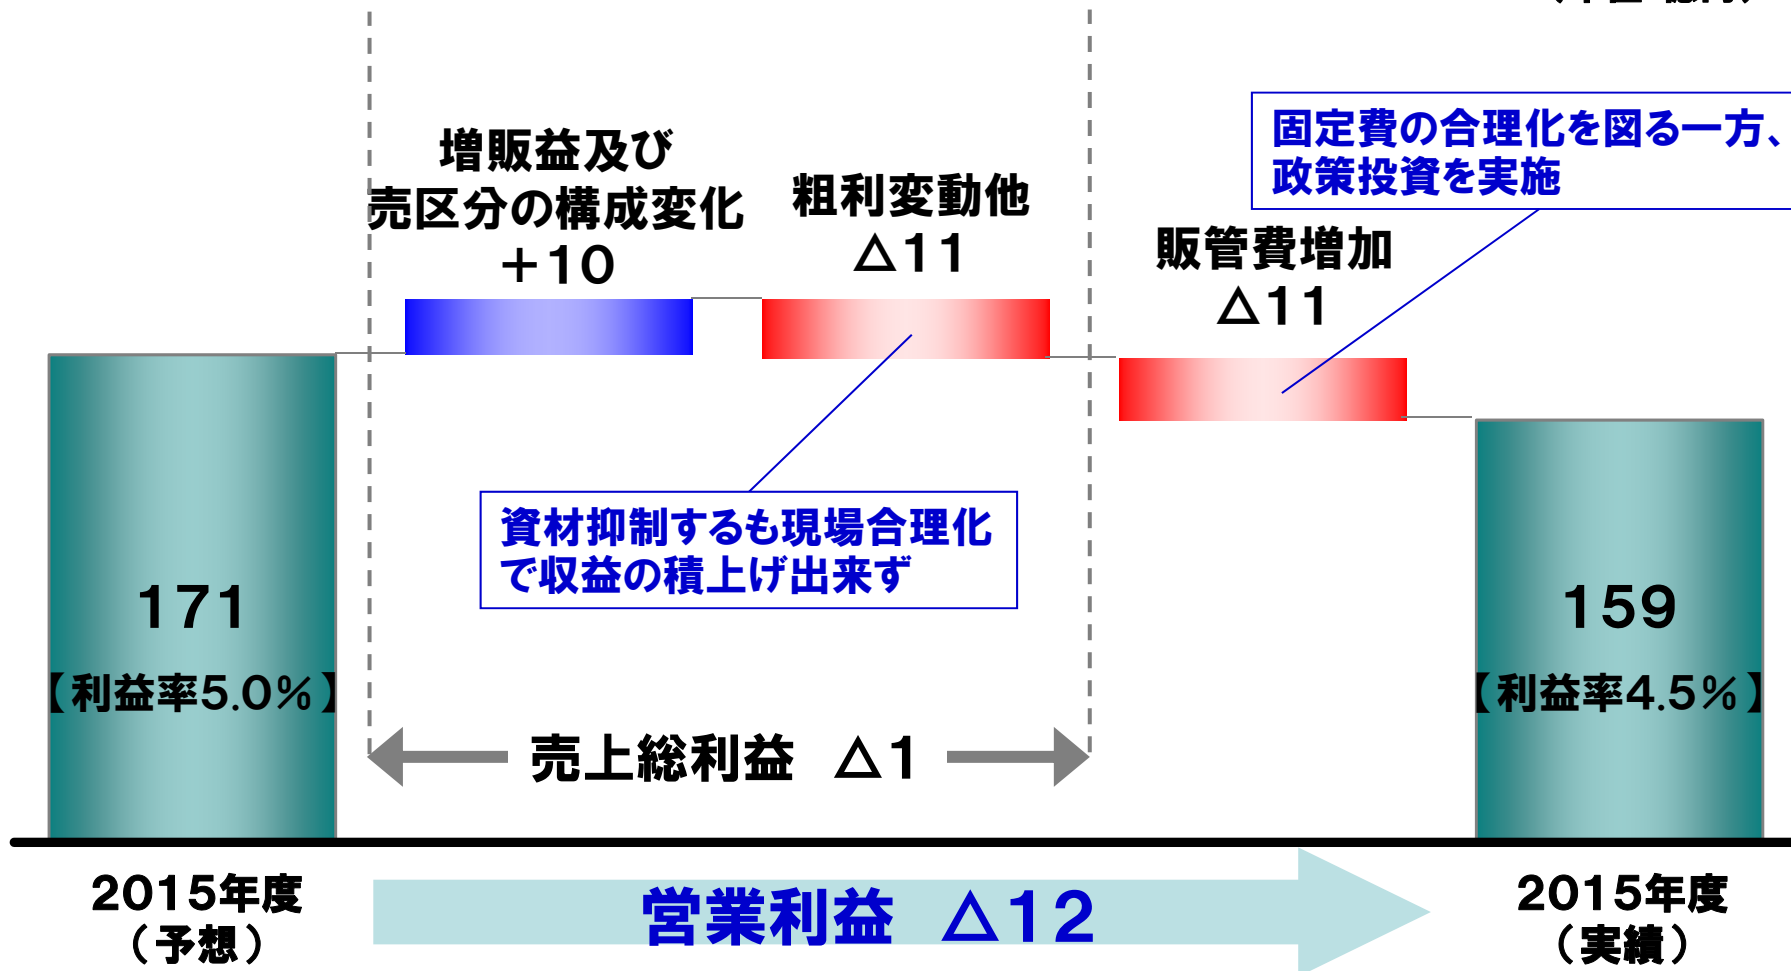 増販益及び
売区分の構成変化
＋１０
粗利変動他
△１１
固定費の合理化を図る一方、
政策投資を実施
販管費増加
△１１
資材抑制するも現場合理化
で収益の積上げ出来ず
１７１
【利益率5.0％】
１５９
【利益率4.5％】
売上総利益 △１
２０１５年度
（予想）
営業利益 △１２
２０１５年度
（実績）